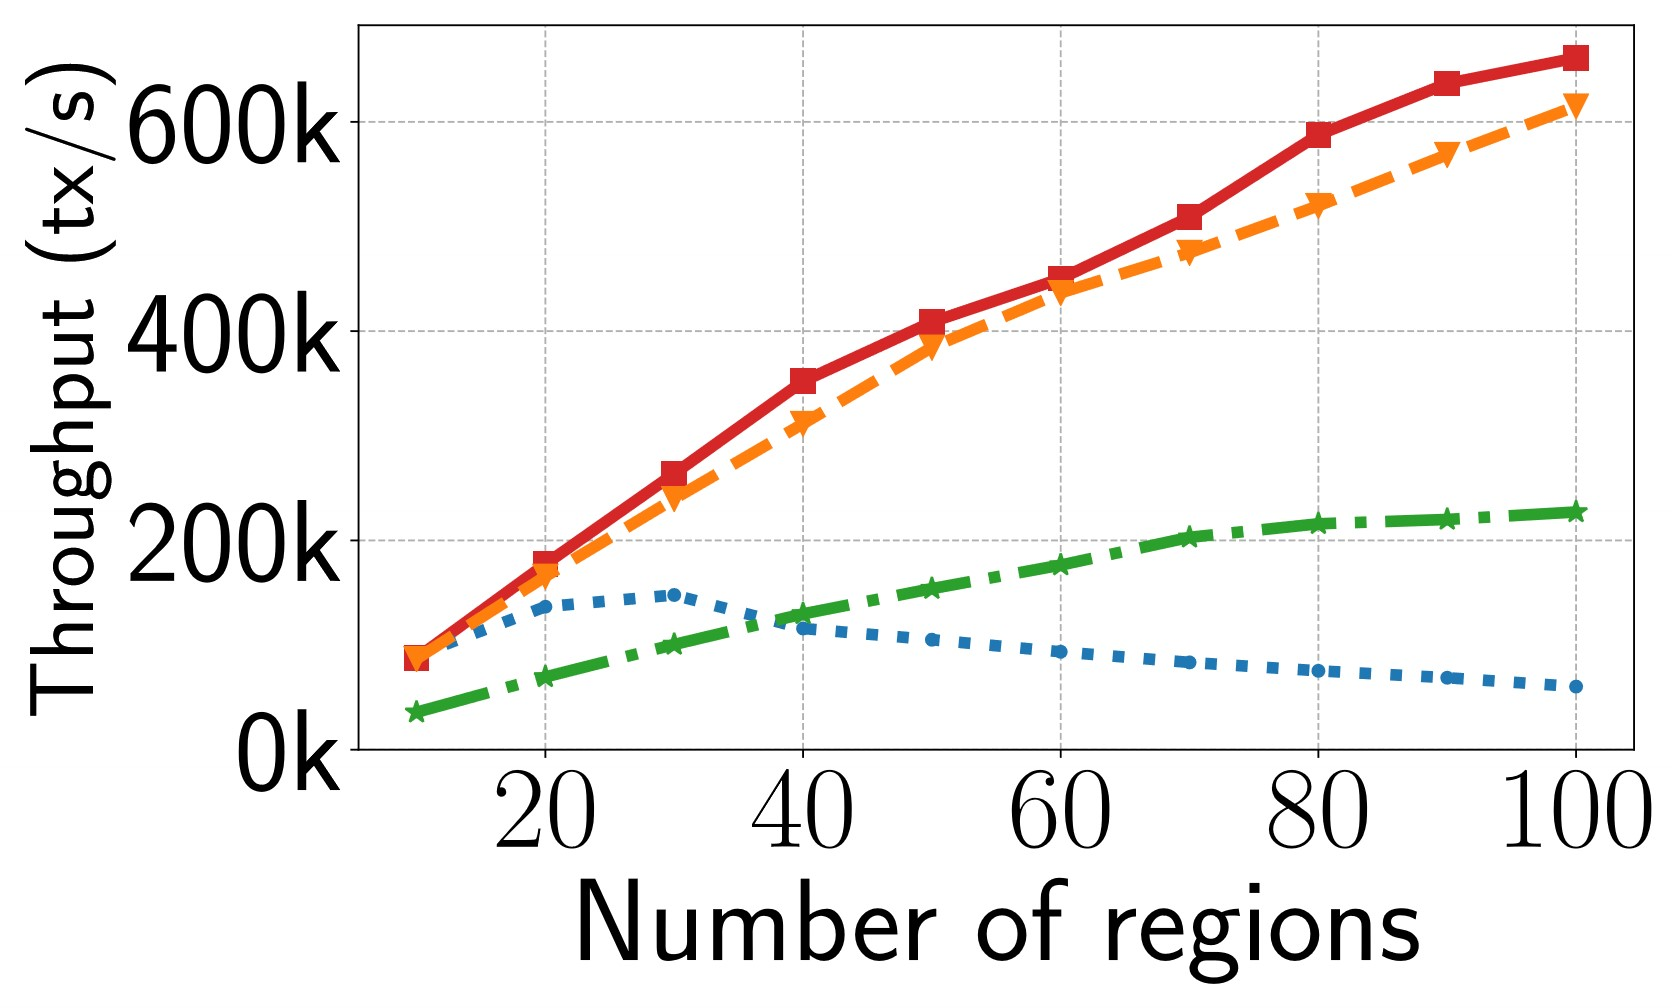 Throughput (tx/s)
600k
400k
200k
0k
20 40 60 80 100
Number of regions